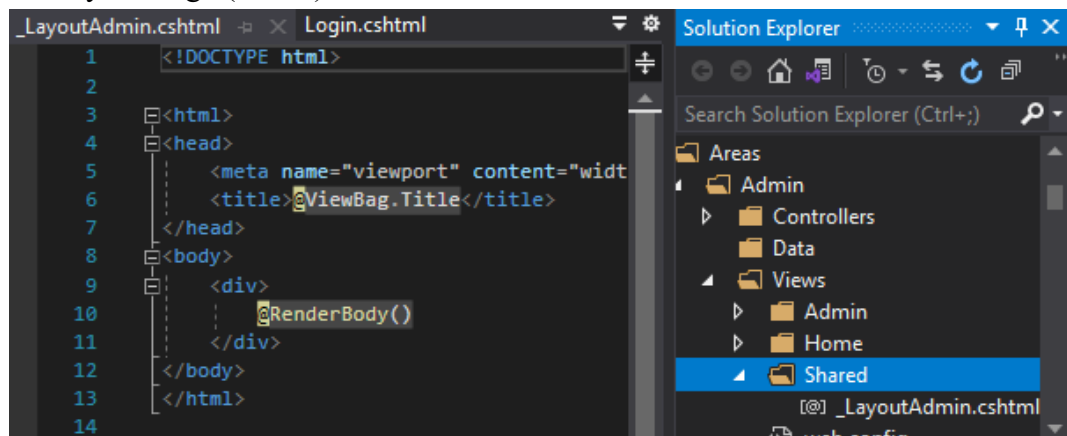 _LayoutAdmin.cshtml Login.cshtml
1 <!DOCTYPE html>
2
3 <html>
4 <head>
5 <meta name="viewport" content="widt
6 <title>@ViewBag.Title</title>
7 </head>
8 <body>
9 <div>
10 @RenderBody()
11 </div>
12 </body>
13 </html>
14
Solution Explorer
Search Solution Explorer (Ctrl+;)
Areas
Admin
Controllers
Data
Views
Admin
Home
Shared
[@] _LayoutAdmin.cshtml